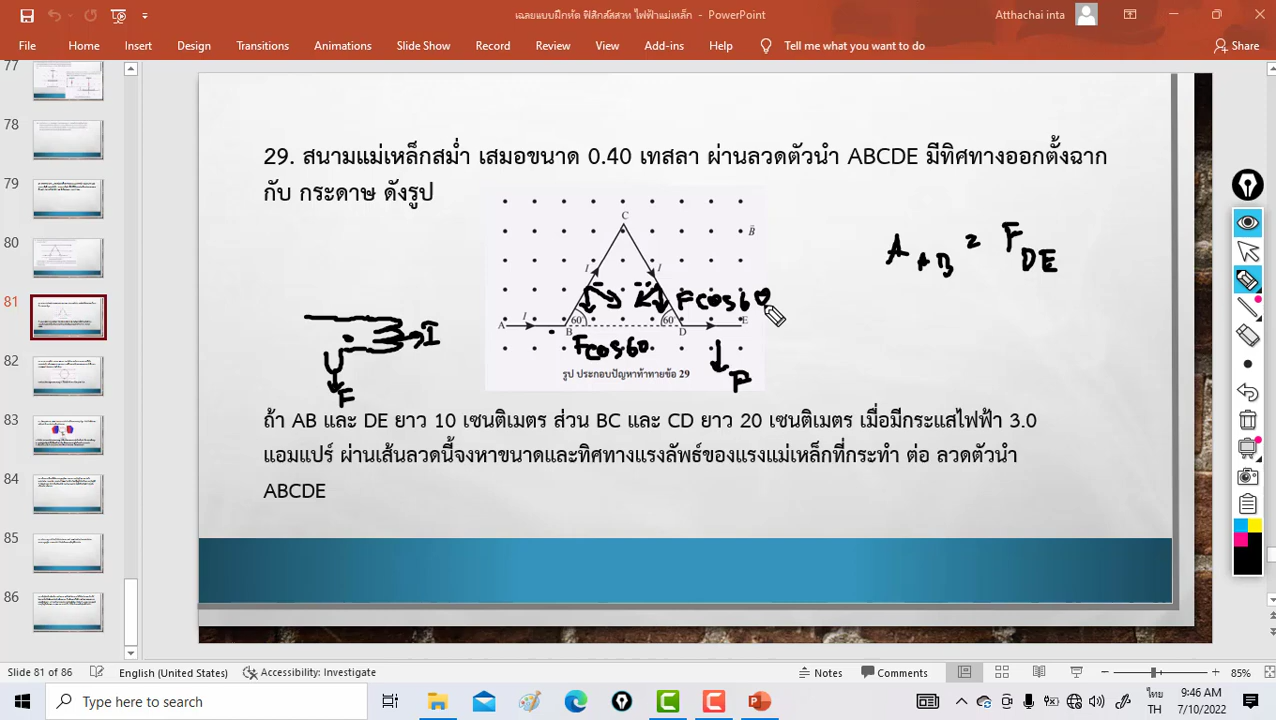 เฉลยแบบฝึกหัด ฟิสิกส์สสวท ไฟฟ้าแม่เหล็ก - PowerPoint
Atthachai inta
File Home Insert Design Transitions Animations Slide Show Record Review View Add-ins Help Tell me what you want to do Share
77
78
79
80
81
82
83
84
85
86
29. สนามแม่เหล็กสม่ำ เสมอขนาด 0.40 เทสลา ผ่านลวดตัวนำ ABCDE มีทิศทางออกตั้งฉาก
กับ กระดาษ ดังรูป
C
B
I I
A I B 60° 60° D E
F cos 60
F cos 60
I
F
F
รูป ประกอบปัญหาท้าทายข้อ 29
= F DE
ถ้า AB และ DE ยาว 10 เซนติเมตร ส่วน BC และ CD ยาว 20 เซนติเมตร เมื่อมีกระแสไฟฟ้า 3.0
แอมแปร์ ผ่านเส้นลวดนี้จงหาขนาดและทิศทางแรงลัพธ์ของแรงแม่เหล็กที่กระทำ ต่อ ลวดตัวนำ
ABCDE
Slide 81 of 86 English (United States) Accessibility: Investigate Notes Comments 85%
Type here to search
ไทย
TH
9:46 AM
7/10/2022